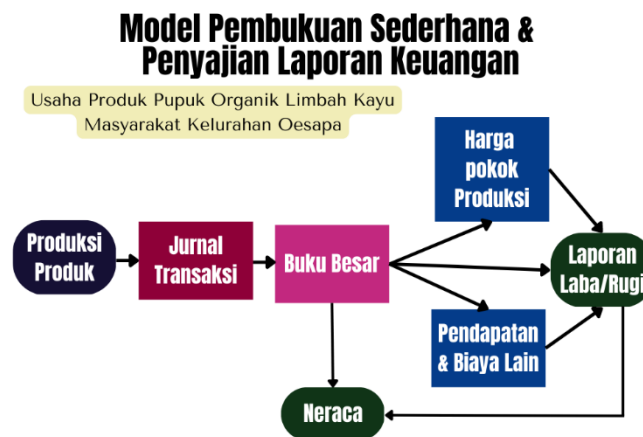 Model Pembukuan Sederhana &
Penyajian Laporan Keuangan
Usaha Produk Pupuk Organik Limbah Kayu
Masyarakat Kelurahan Oesapa
Harga
pokok
Produksi
Produksi
Produk
Jurnal
Transaksi
Buku Besar
Laporan
Laba/Rugi
Pendapatan
& Biaya Lain
Neraca